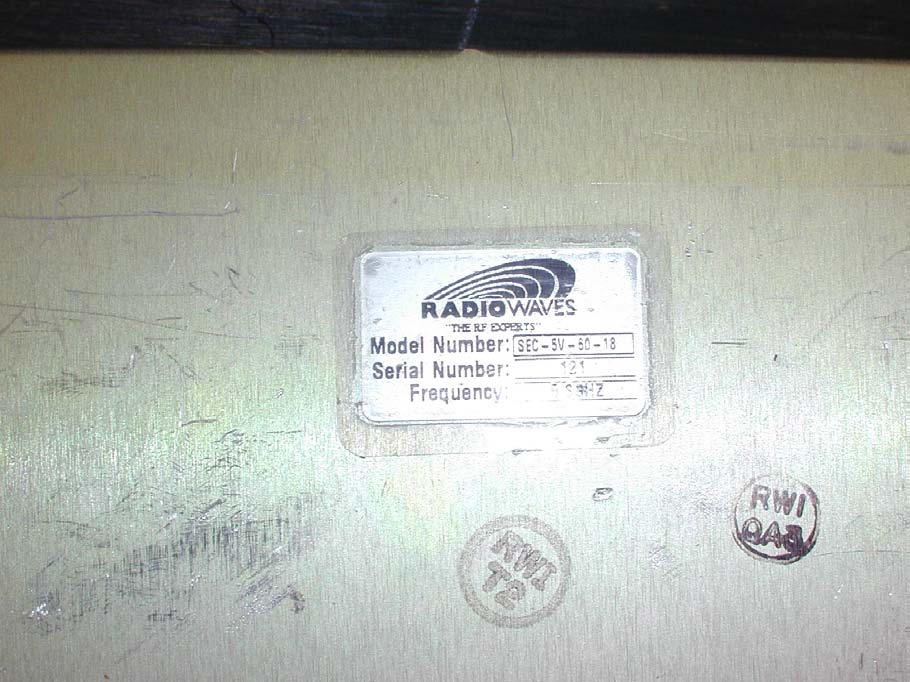 RADIOWAVES
"THE RF EXPERTS"
Model Number: SEC-5V-60-18
Serial Number: 121
Frequency:
RWI
RWI
T2